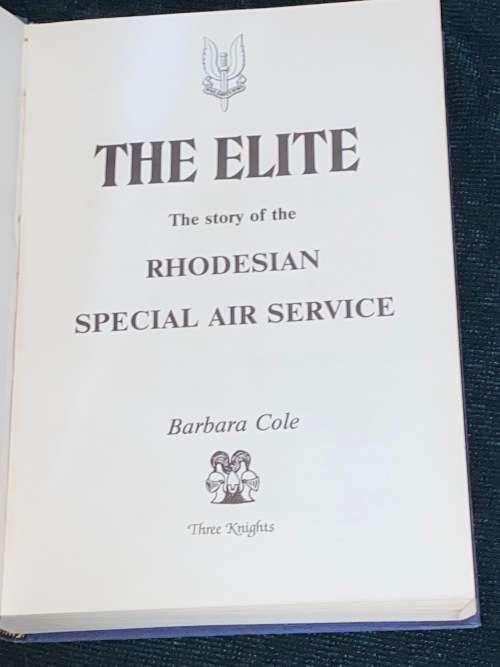 THE ELITE
The story of the
RHODESIAN
SPECIAL AIR SERVICE
Barbara Cole
Three Knights